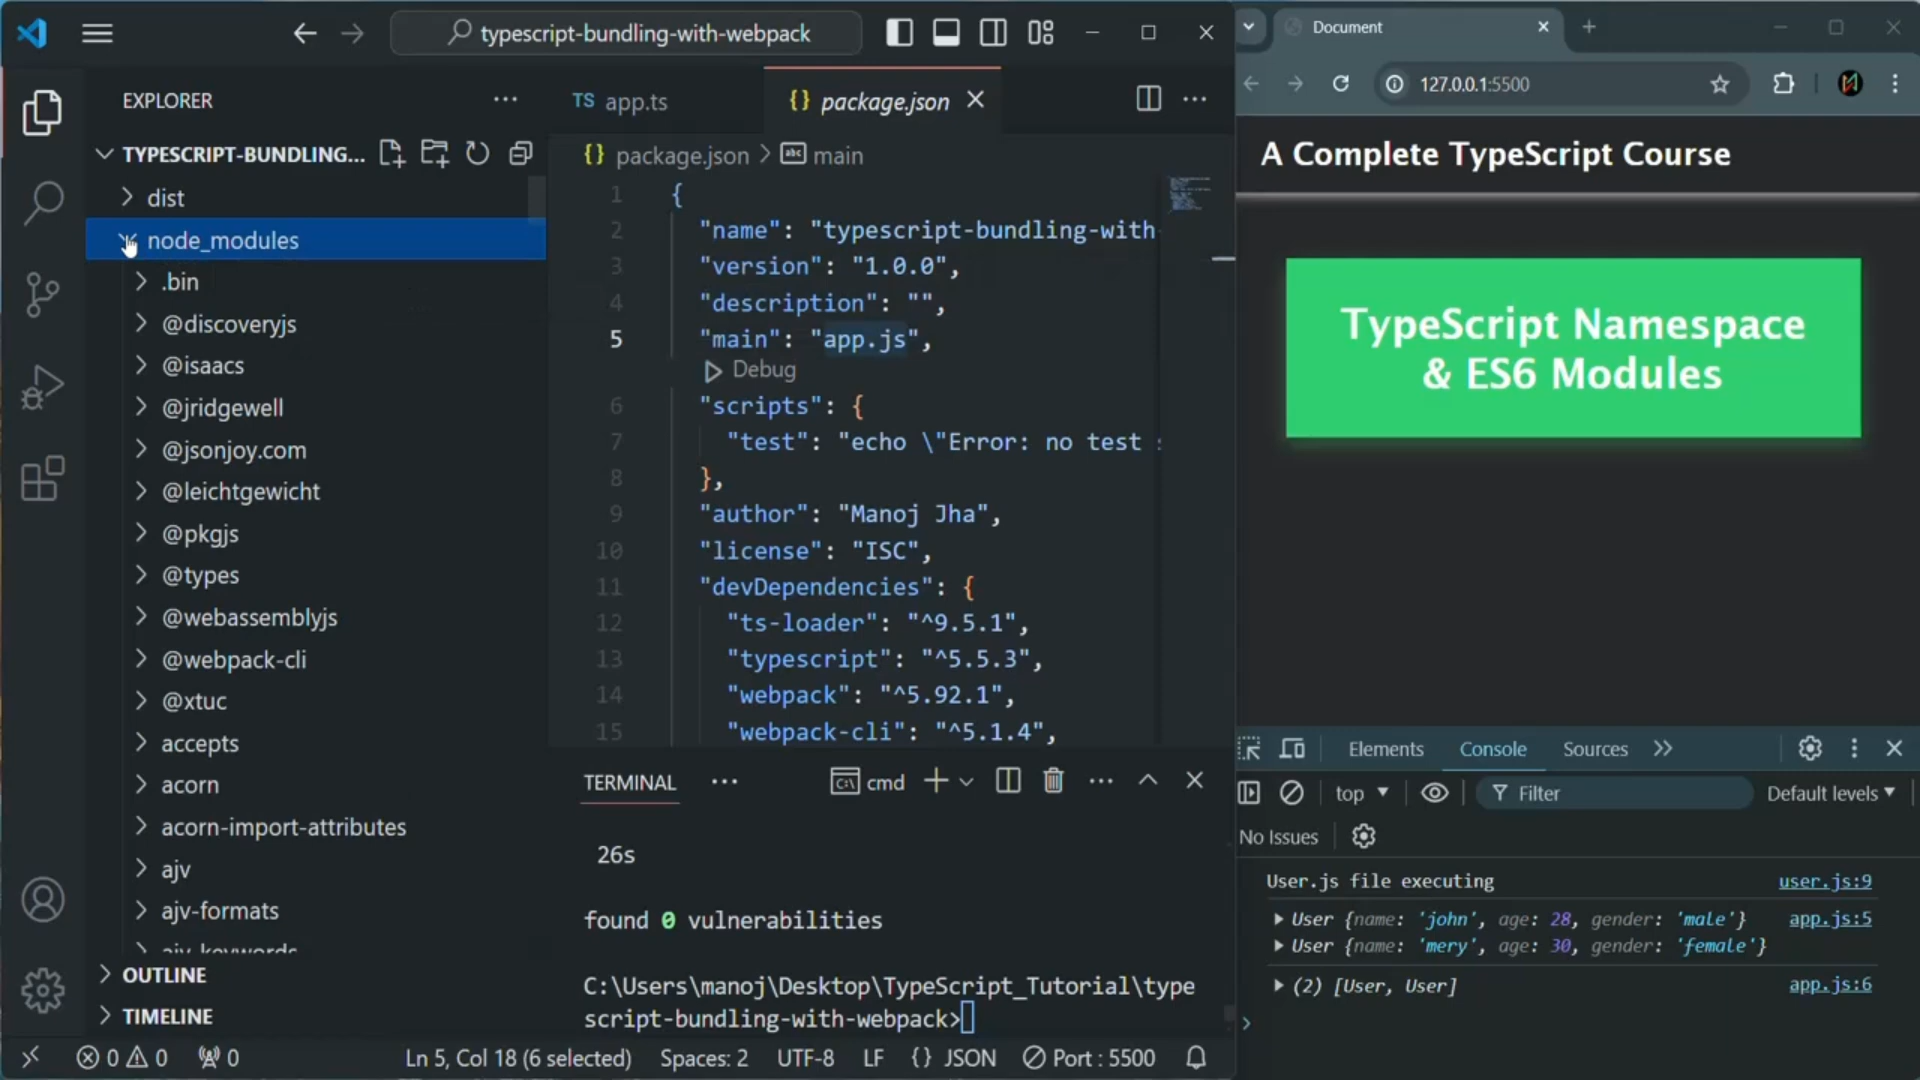 typescript-bundling-with-webpack
EXPLORER
TYPESCRIPT-BUNDLING...
dist
node_modules
.bin
@discoveryjs
@isaacs
@jridgewell
@jsonjoy.com
@leichtgewicht
@pkgjs
@types
@webassemblyjs
@webpack-cli
@xtuc
accepts
acorn
acorn-import-attributes
ajv
ajv-formats
ajv-keywords
OUTLINE
TIMELINE
TS app.ts
{} package.json
{} package.json > abc main
1 {
2 "name": "typescript-bundling-with-
3 "version": "1.0.0",
4 "description": "",
5 "main": "app.js",
Debug
6 "scripts": {
7 "test": "echo \"Error: no test
8 },
9 "author": "Manoj Jha",
10 "license": "ISC",
11 "devDependencies": {
12 "ts-loader": "^9.5.1",
13 "typescript": "^5.5.3",
14 "webpack": "^5.92.1",
15 "webpack-cli": "^5.1.4",
TERMINAL
cmd
26s
found 0 vulnerabilities
C:\Users\manoj\Desktop\TypeScript_Tutorial\type
script-bundling-with-webpack>
0 0 0 Ln 5, Col 18 (6 selected) Spaces: 2 UTF-8 LF {} JSON Port : 5500
Document
127.0.0.1:5500
A Complete TypeScript Course
TypeScript Namespace
& ES6 Modules
Elements Console Sources
top Filter Default levels
No Issues
User.js file executing user.js:9
User {name: 'john', age: 28, gender: 'male'} app.js:5
User {name: 'mery', age: 30, gender: 'female'}
(2) [User, User] app.js:6